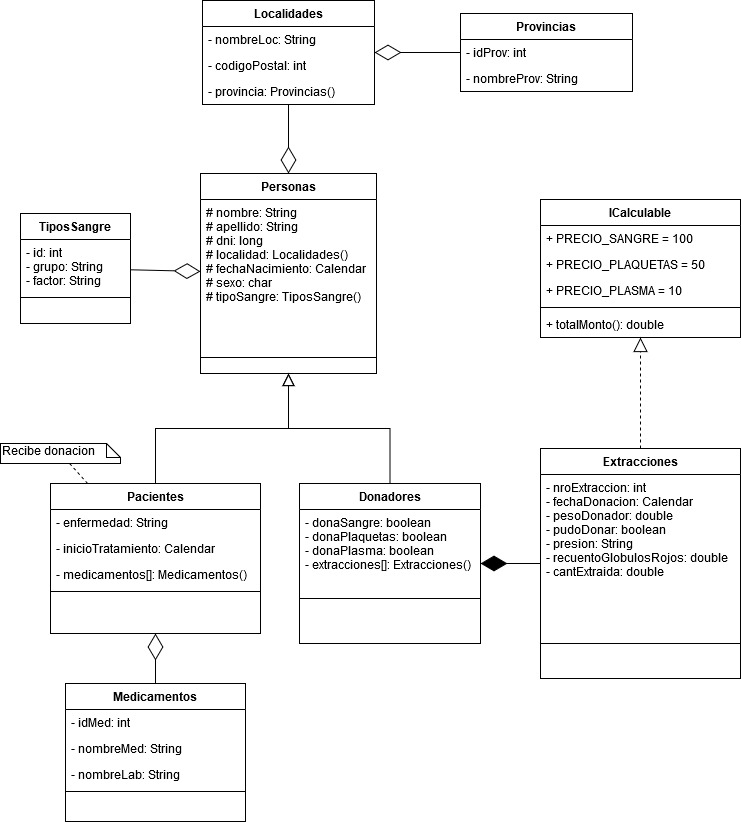 Localidades
- nombreLoc: String
- codigoPostal: int
- provincia: Provincias()
Provincias
- idProv: int
- nombreProv: String
Personas
# nombre: String
# apellido: String
# dni: long
# localidad: Localidades()
# fechaNacimiento: Calendar
# sexo: char
# tipoSangre: TiposSangre()
TiposSangre
- id: int
- grupo: String
- factor: String
ICalculable
+ PRECIO_SANGRE = 100
+ PRECIO_PLAQUETAS = 50
+ PRECIO_PLASMA = 10
+ totalMonto(): double
Recibe donacion
Pacientes
- enfermedad: String
- inicioTratamiento: Calendar
- medicamentos[]: Medicamentos()
Donadores
- donaSangre: boolean
- donaPlaquetas: boolean
- donaPlasma: boolean
- extracciones[]: Extracciones()
Extracciones
- nroExtraccion: int
- fechaDonacion: Calendar
- pesoDonador: double
- pudoDonar: boolean
- presion: String
- recuentoGlobulosRojos: double
- cantExtraida: double
Medicamentos
- idMed: int
- nombreMed: String
- nombreLab: String